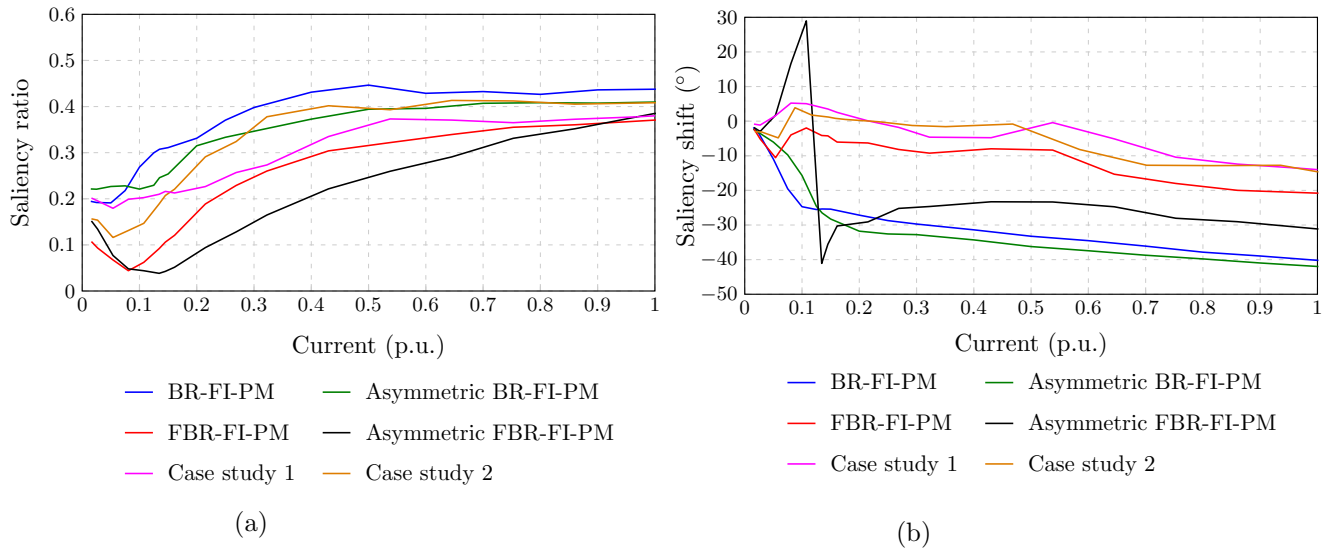 0.6
0.5
0.4
0.3
0.2
0.1
0
Saliency ratio
0 0.1 0.2 0.3 0.4 0.5 0.6 0.7 0.8 0.9 1
Current (p.u.)
BR-FI-PM Asymmetric BR-FI-PM
FBR-FI-PM Asymmetric FBR-FI-PM
Case study 1 Case study 2
(a)
30
20
10
0
−10
−20
−30
−40
−50
Saliency shift (°)
0 0.1 0.2 0.3 0.4 0.5 0.6 0.7 0.8 0.9 1
Current (p.u.)
BR-FI-PM Asymmetric BR-FI-PM
FBR-FI-PM Asymmetric FBR-FI-PM
Case study 1 Case study 2
(b)